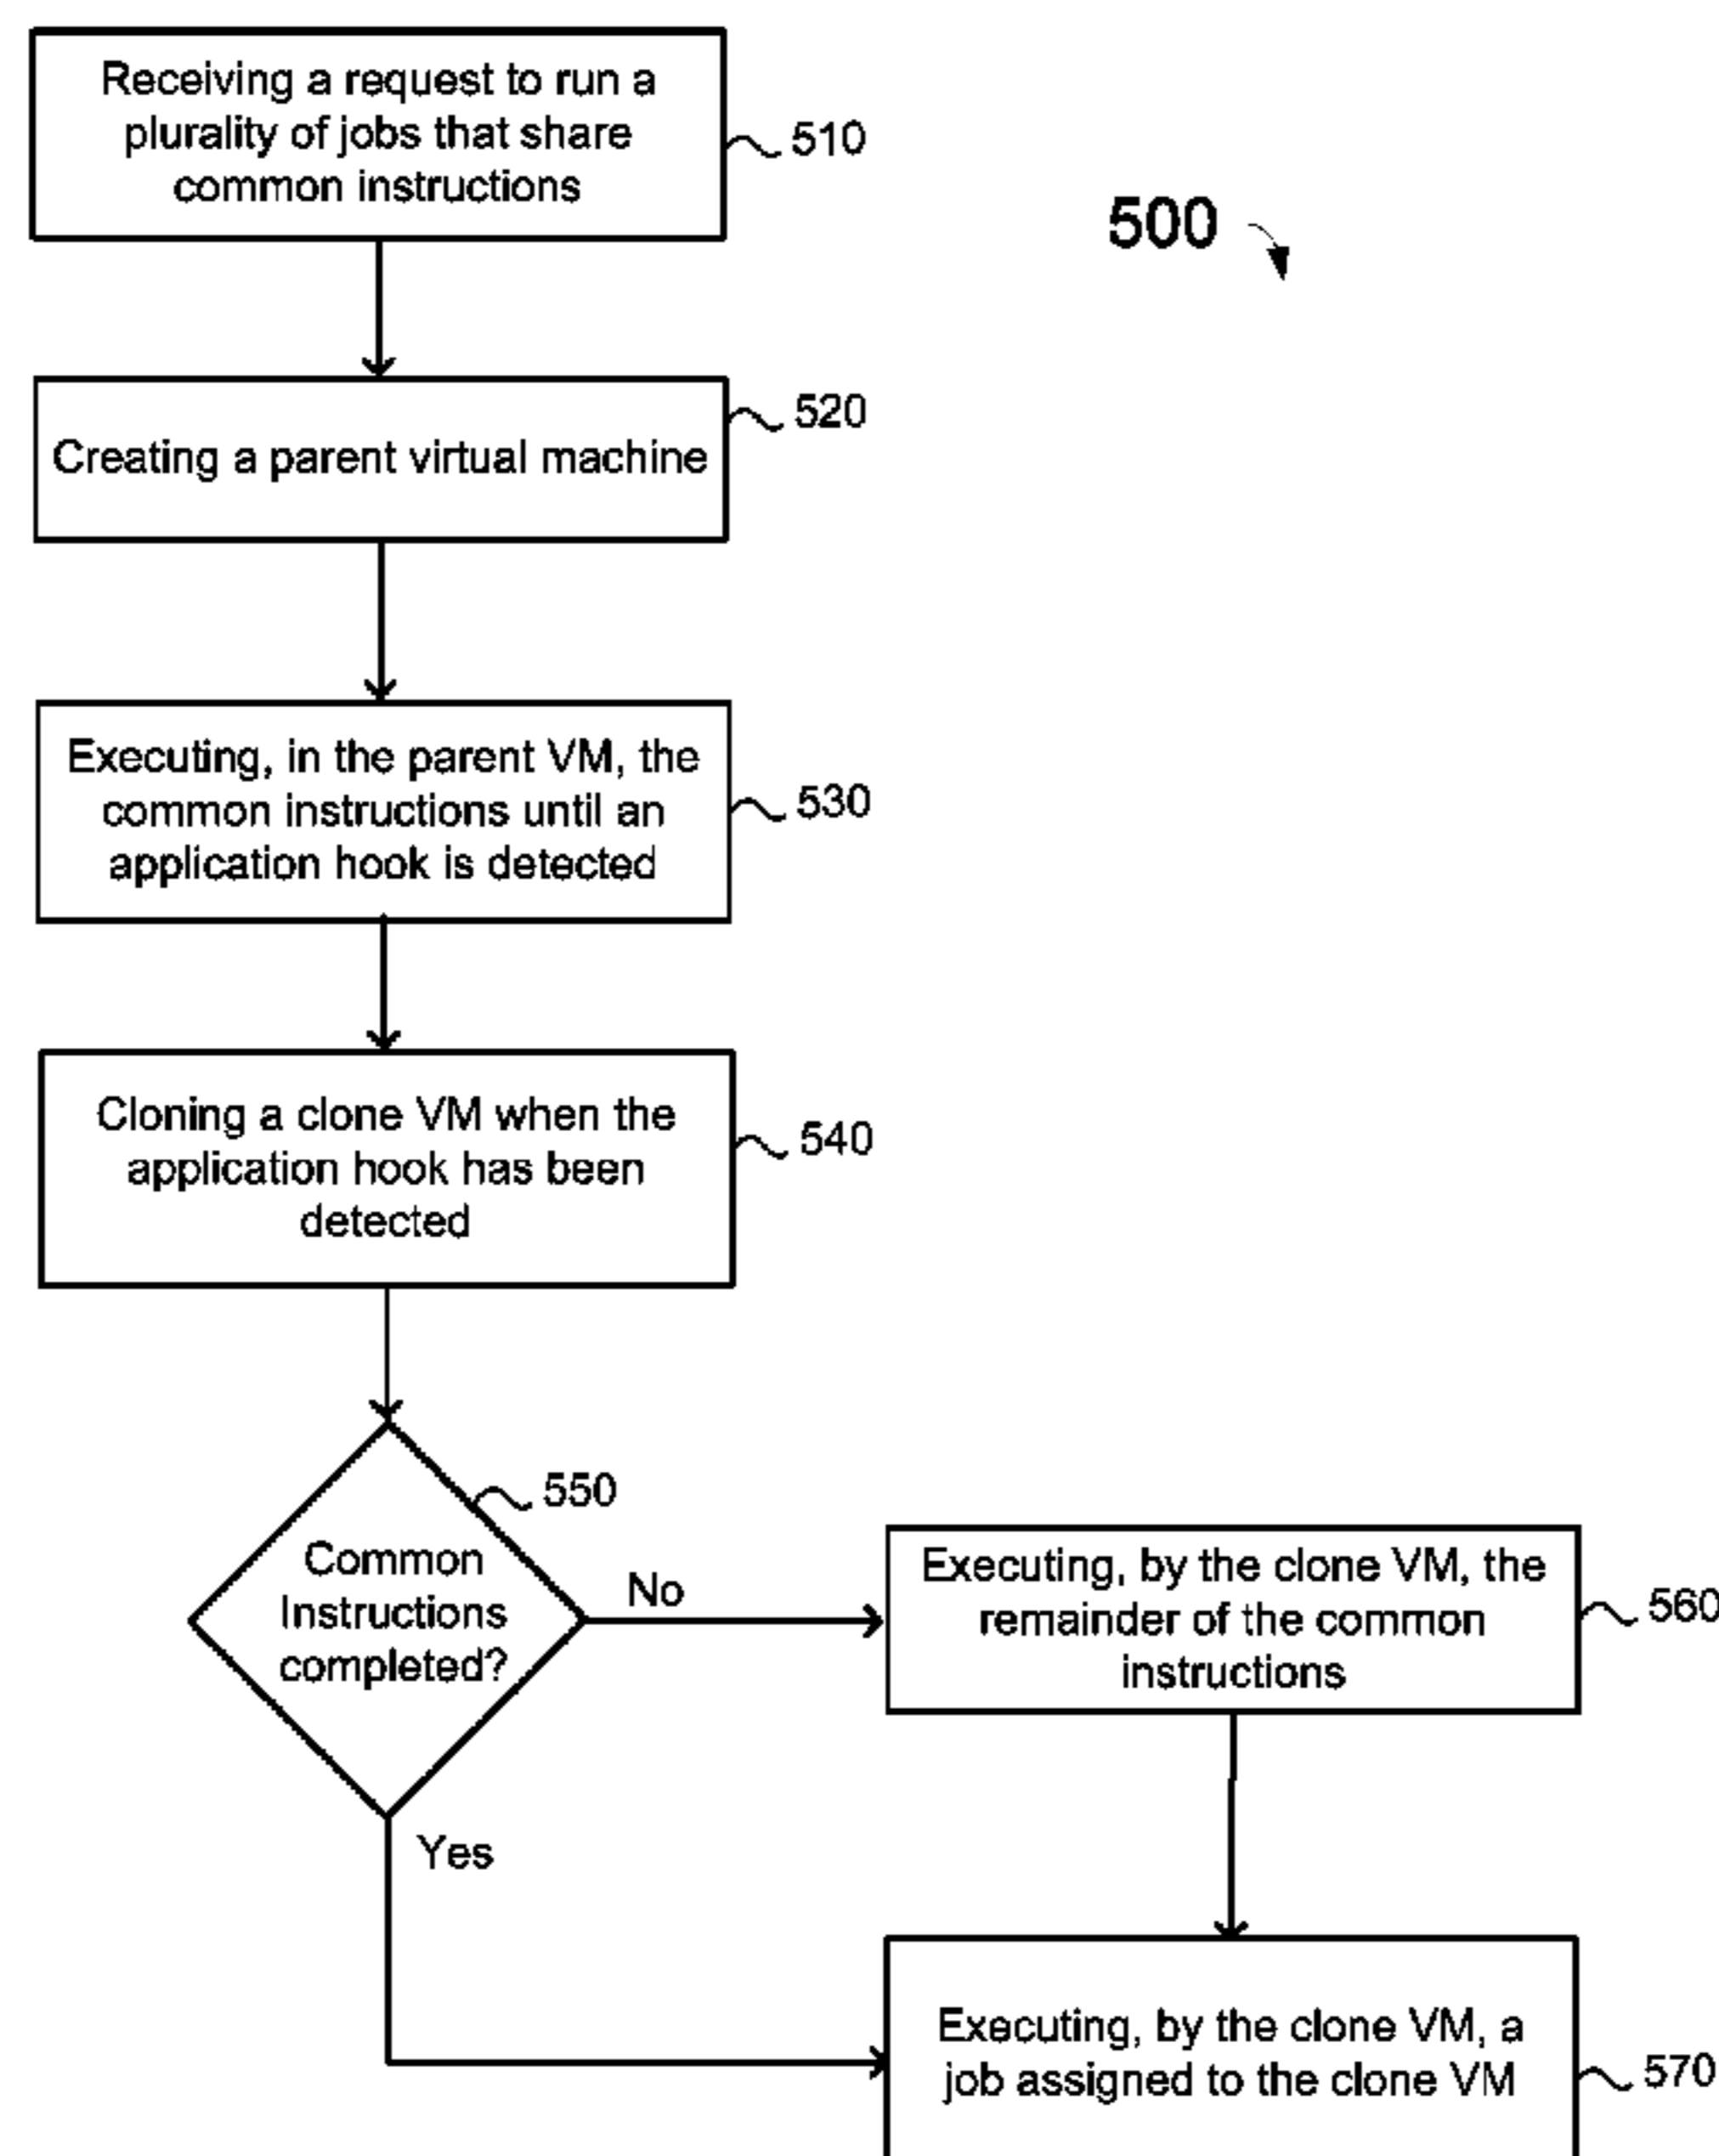 Receiving a request to run a
plurality of jobs that share
common instructions
510
500
Creating a parent virtual machine
520
Executing, in the parent VM, the
common instructions until an
application hook is detected
530
Cloning a clone VM when the
application hook has been
detected
540
550
Common
Instructions
completed?
No
Yes
Executing, by the clone VM, the
remainder of the common
instructions
560
Executing, by the clone VM, a
job assigned to the clone VM
570